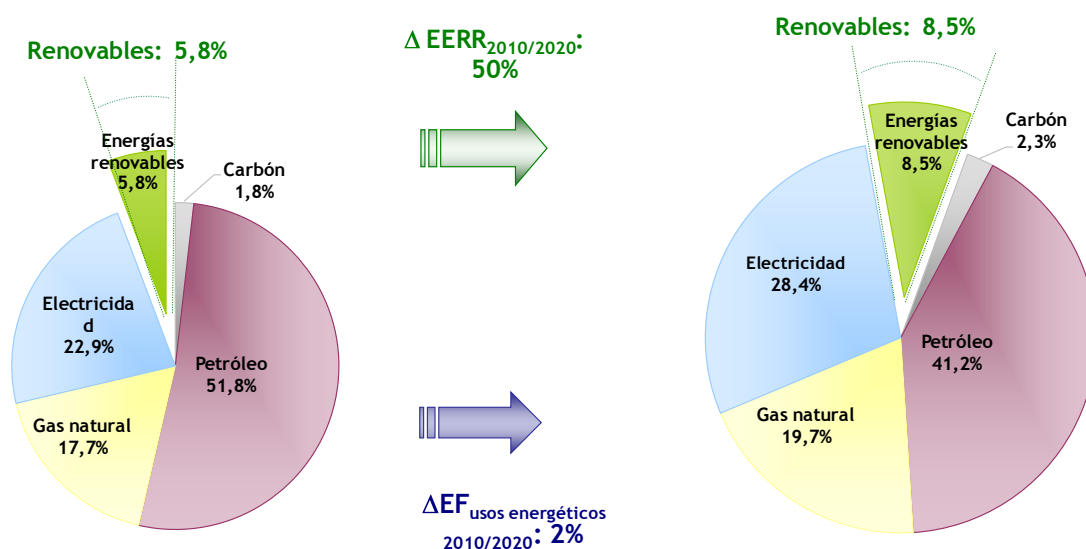 Renovables: 5,8%
Energías
renovables
5,8%
Carbón
1,8%
Electricida
d
22,9%
Petróleo
51,8%
Gas natural
17,7%
Δ EERR2010/2020:
50%
ΔEFusos energéticos
2010/2020: 2%
Renovables: 8,5%
Energías
renovables
8,5%
Carbón
2,3%
Electricidad
28,4%
Petróleo
41,2%
Gas natural
19,7%